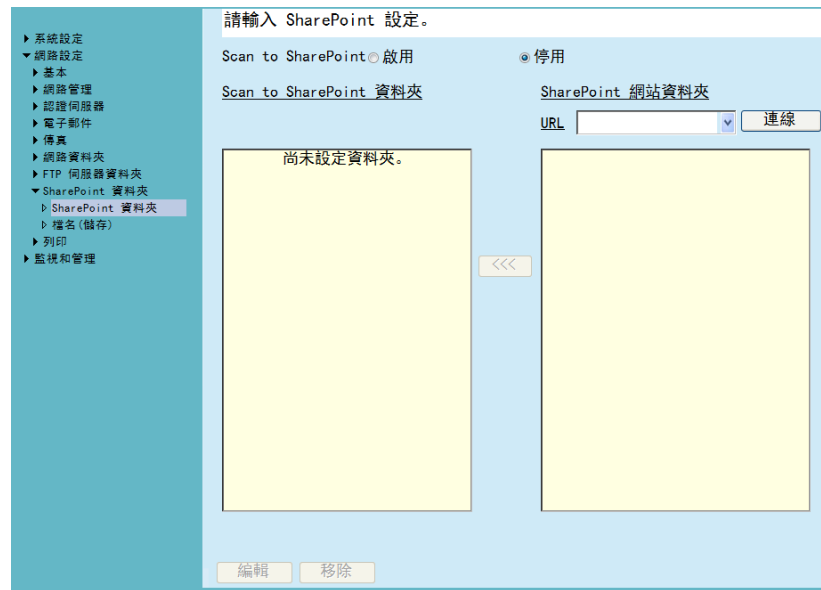 系統設定
網路設定
基本
網路管理
認證伺服器
電子郵件
傳真
網路資料夾
FTP 伺服器資料夾
SharePoint 資料夾
SharePoint 資料夾
檔名(儲存)
列印
監視和管理
請輸入 SharePoint 設定。
Scan to SharePoint 啟用 停用
Scan to SharePoint 資料夾 SharePoint 網站資料夾
URL 連線
尚未設定資料夾。
<<<
編輯 移除